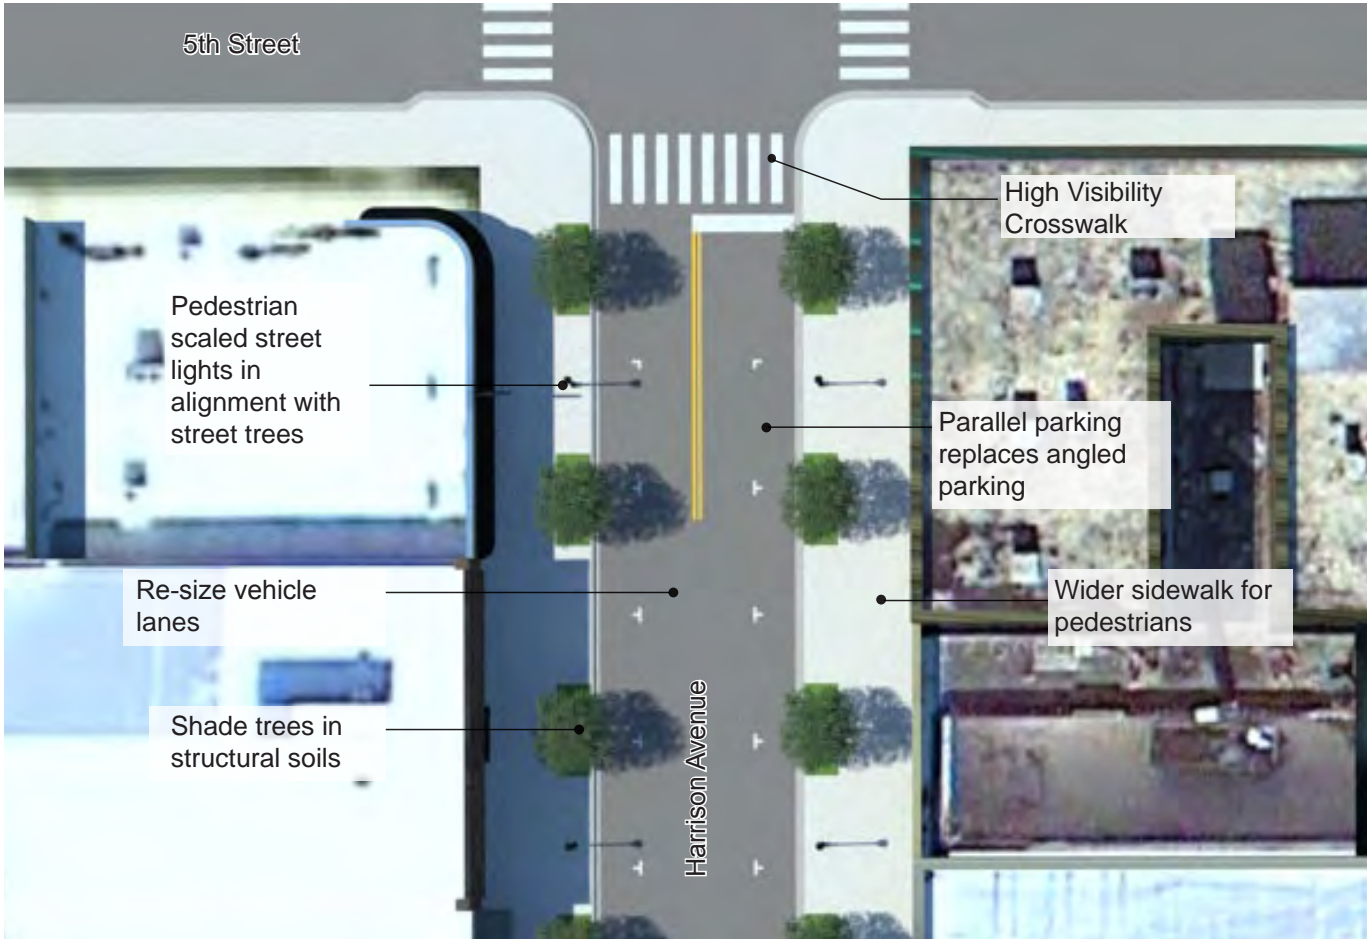 5th Street
High Visibility
Crosswalk
Pedestrian
scaled street
lights in
alignment with
street trees
Parallel parking
replaces angled
parking
Re-size vehicle
lanes
Wider sidewalk for
pedestrians
Shade trees in
structural soils
Harrison Avenue